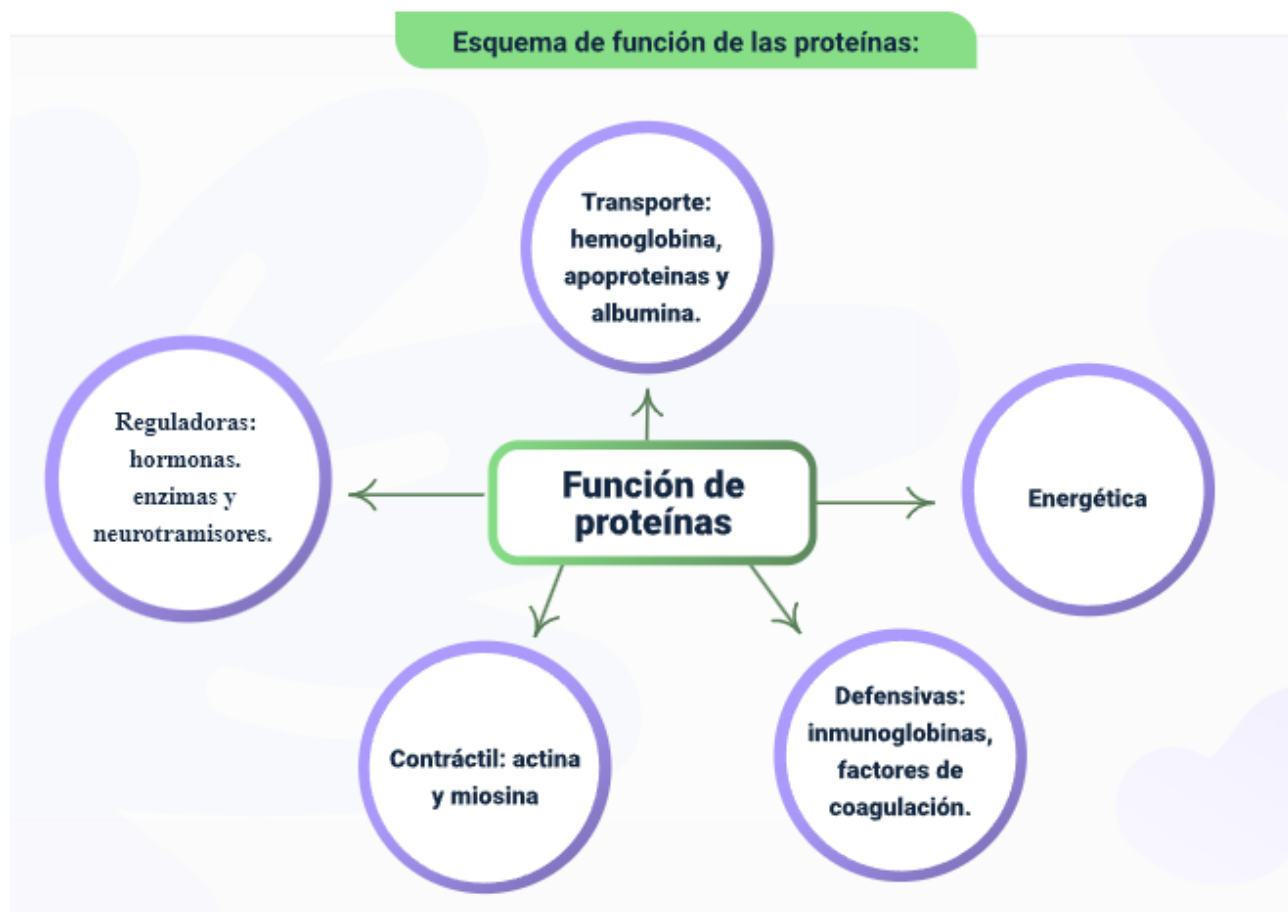 Esquema de función de las proteínas:
Transporte:
hemoglobina,
apoproteinas y
albumina.
Reguladoras:
hormonas.
enzimas y
neurotramisores.
Función de
proteínas
Energética
Contráctil: actina
y miosina
Defensivas:
inmunoglobinas,
factores de
coagulación.